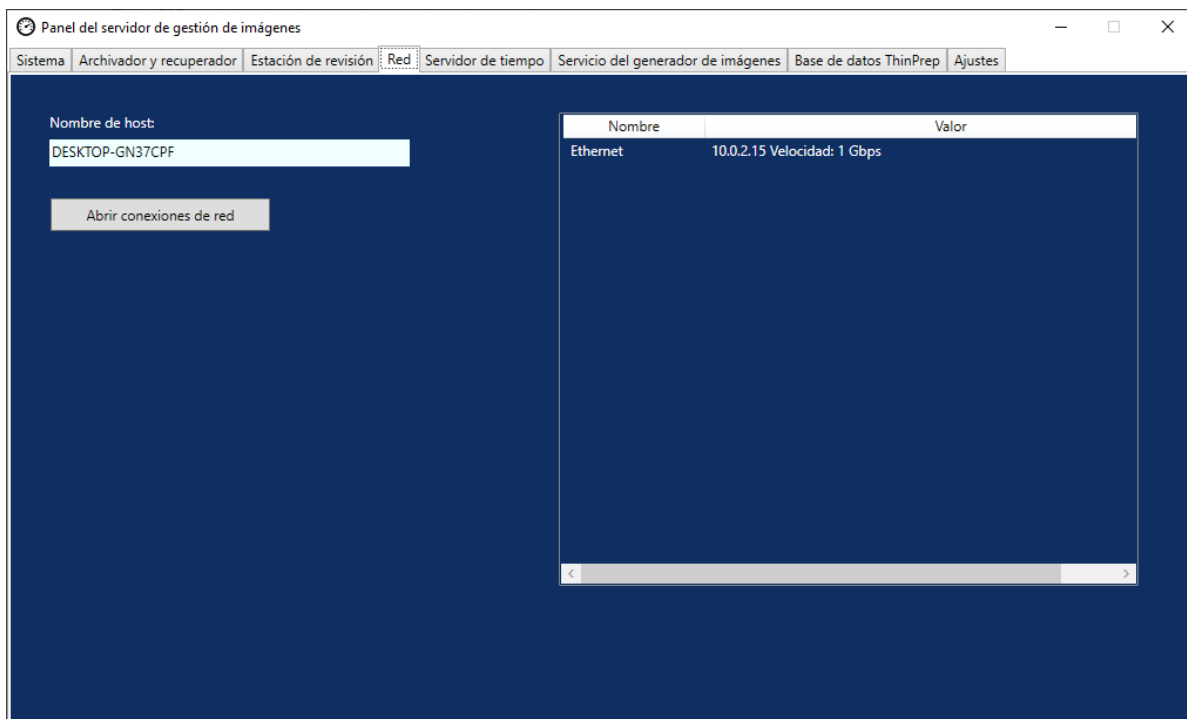 Panel del servidor de gestión de imágenes
Sistema Archivador y recuperador Estación de revisión Red Servidor de tiempo Servicio del generador de imágenes Base de datos ThinPrep Ajustes
Nombre de host:
DESKTOP-GN37CPF
Abrir conexiones de red
Nombre Valor
Ethernet 10.0.2.15 Velocidad: 1 Gbps